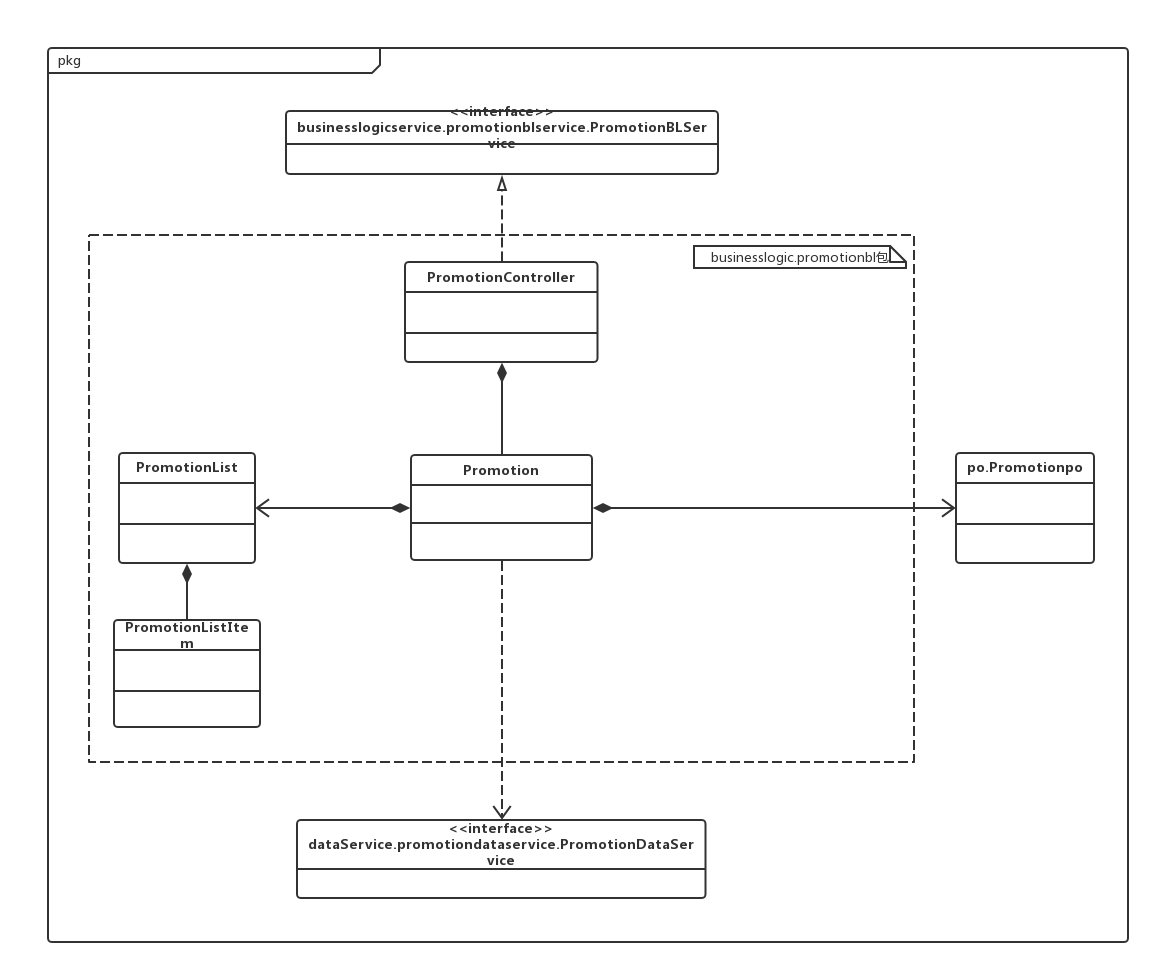 pkg
<<interface>>
businesslogicservice.promotionblservice.PromotionBLSer
vice
businesslogic.promotionbl包
PromotionController
PromotionList
Promotion
po.Promotionpo
PromotionListIte
m
<<interface>>
dataService.promotiondataservice.PromotionDataSer
vice